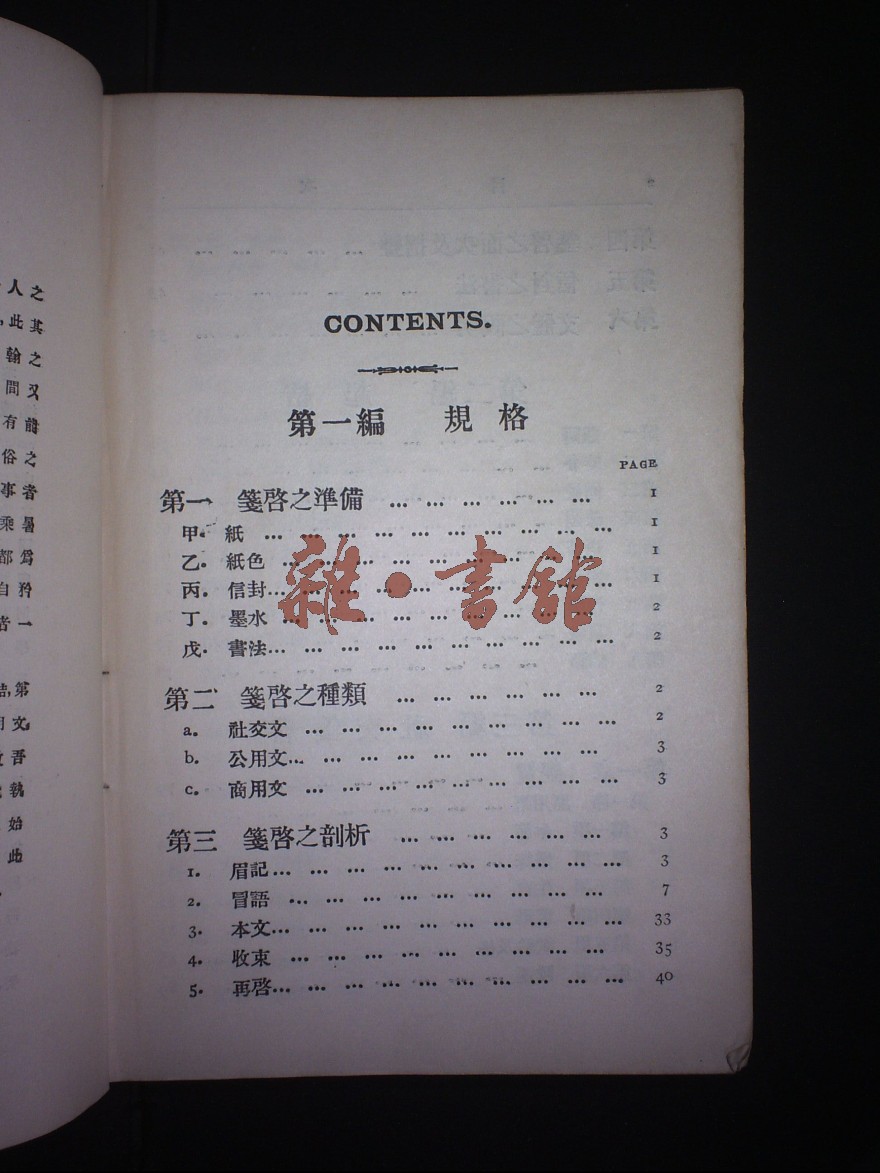 CONTENTS.
第一編 規格
PAGE
第一 箋啓之準備 ... ... ... ... ... ... 1
甲. 紙 ... ... ... ... ... ... ... ... ... ... 1
乙. 紙色 ... ... ... ... ... ... ... ... ... 1
丙. 信封... ... ... ... ... ... ... ... ... ... 1
丁. 墨水 ... ... ... ... ... ... ... ... ... 2
戊. 書法... ... ... ... ... ... ... ... ... ... 2
第二 箋啓之種類 ... ... ... ... ... ... 2
a. 社交文 ... ... ... ... ... ... ... ... ... 2
b. 公用文... ... ... ... ... ... ... ... ... 3
c. 商用文 ... ... ... ... ... ... ... ... ... 3
第三 箋啓之剖析 ... ... ... ... ... ... 3
1. 眉記... ... ... ... ... ... ... ... ... ... 3
2. 冒語 ... ... ... ... ... ... ... ... ... 7
3. 本文... ... ... ... ... ... ... ... ... ... 33
4. 收束 ... ... ... ... ... ... ... ... ... 35
5. 再啓... ... ... ... ... ... ... ... ... ... 40
雜•書館